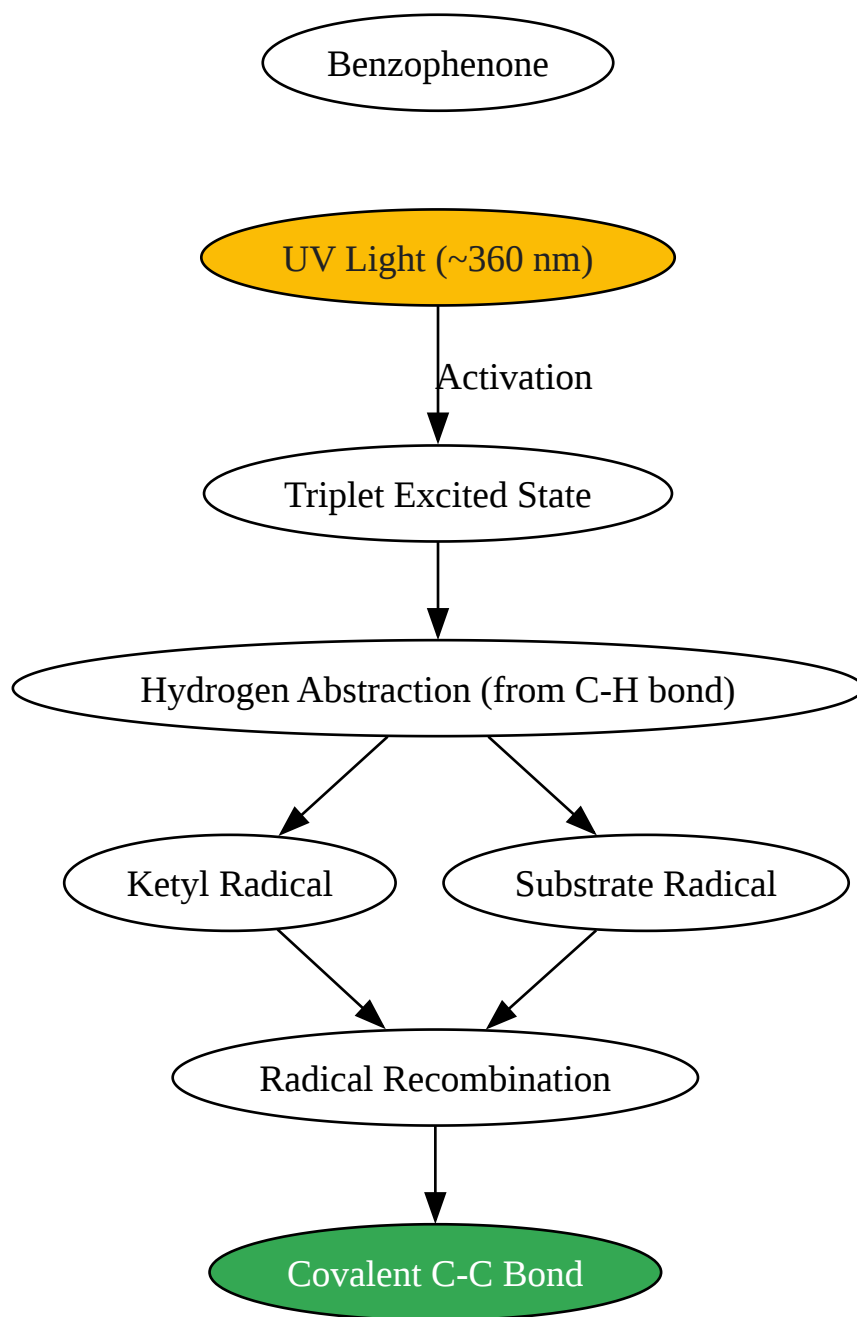 Benzophenone
UV Light (~360 nm)
Activation
Triplet Excited State
Hydrogen Abstraction (from C-H bond)
Ketyl Radical
Substrate Radical
Radical Recombination
Covalent C-C Bond